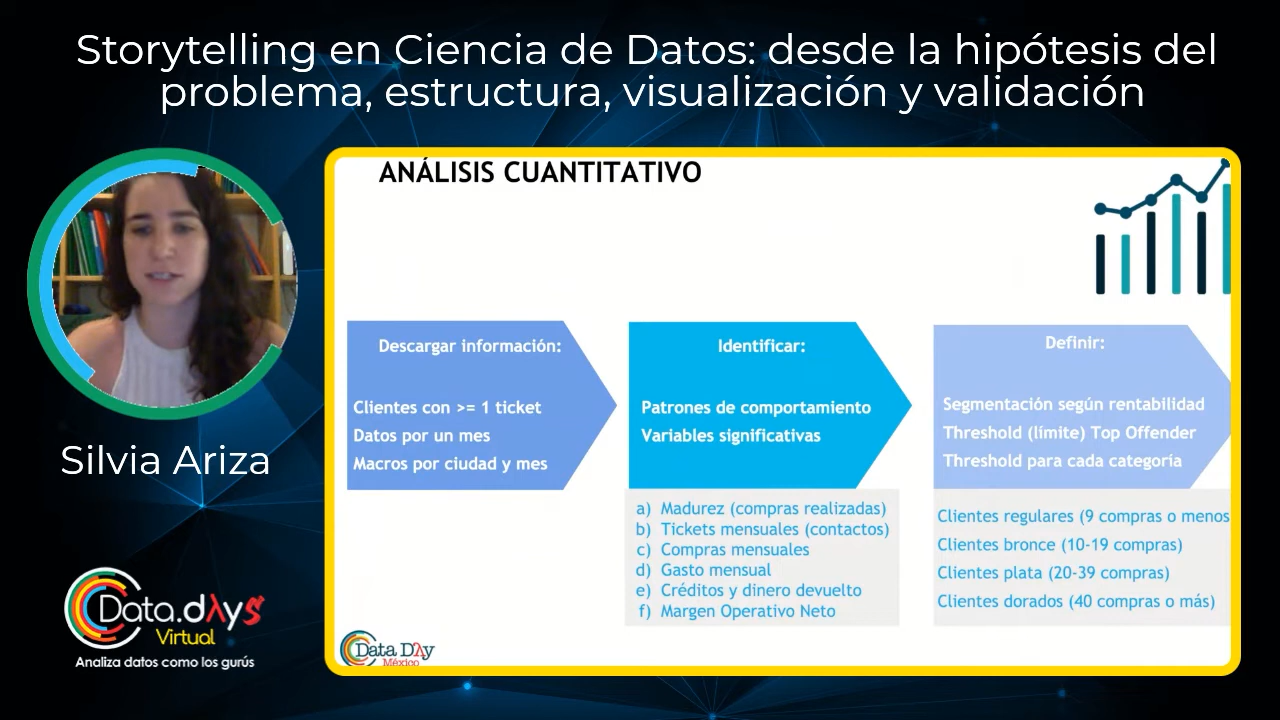 Storytelling en Ciencia de Datos: desde la hipótesis del
problema, estructura, visualización y validación
Silvia Ariza
Data.dλys
Virtual
Analiza datos como los gurús
ANÁLISIS CUANTITATIVO
Descargar información:
Clientes con >= 1 ticket
Datos por un mes
Macros por ciudad y mes
Identificar:
Patrones de comportamiento
Variables significativas
a) Madurez (compras realizadas)
b) Tickets mensuales (contactos)
c) Compras mensuales
d) Gasto mensual
e) Créditos y dinero devuelto
f) Margen Operativo Neto
Definir:
Segmentación según rentabilidad
Threshold (límite) Top Offender
Threshold para cada categoría
Clientes regulares (9 compras o menos
Clientes bronce (10-19 compras)
Clientes plata (20-39 compras)
Clientes dorados (40 compras o más)
Data Dλy
México